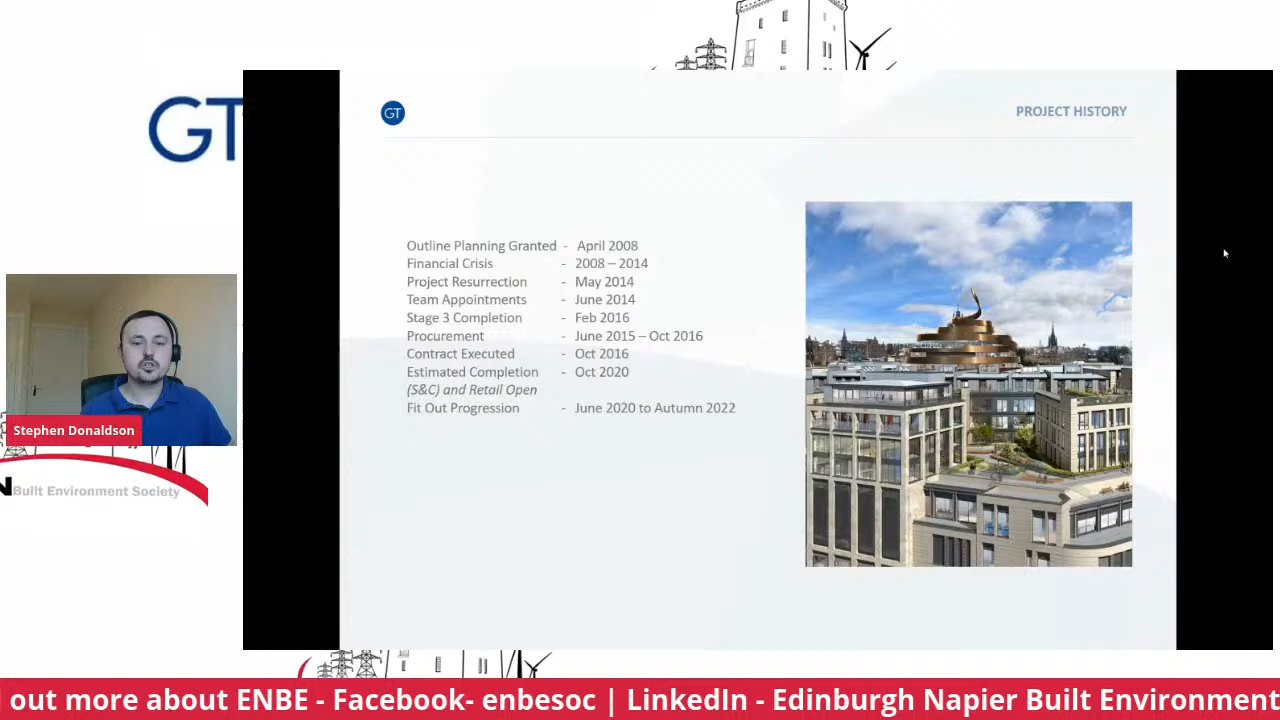 GT
GT
PROJECT HISTORY
Outline Planning Granted - April 2008
Financial Crisis - 2008 – 2014
Project Resurrection - May 2014
Team Appointments - June 2014
Stage 3 Completion - Feb 2016
Procurement - June 2015 – Oct 2016
Contract Executed - Oct 2016
Estimated Completion - Oct 2020
(S&C) and Retail Open
Fit Out Progression - June 2020 to Autumn 2022
Stephen Donaldson
N Built Environment Society
out more about ENBE - Facebook- enbesoc | LinkedIn - Edinburgh Napier Built Environment